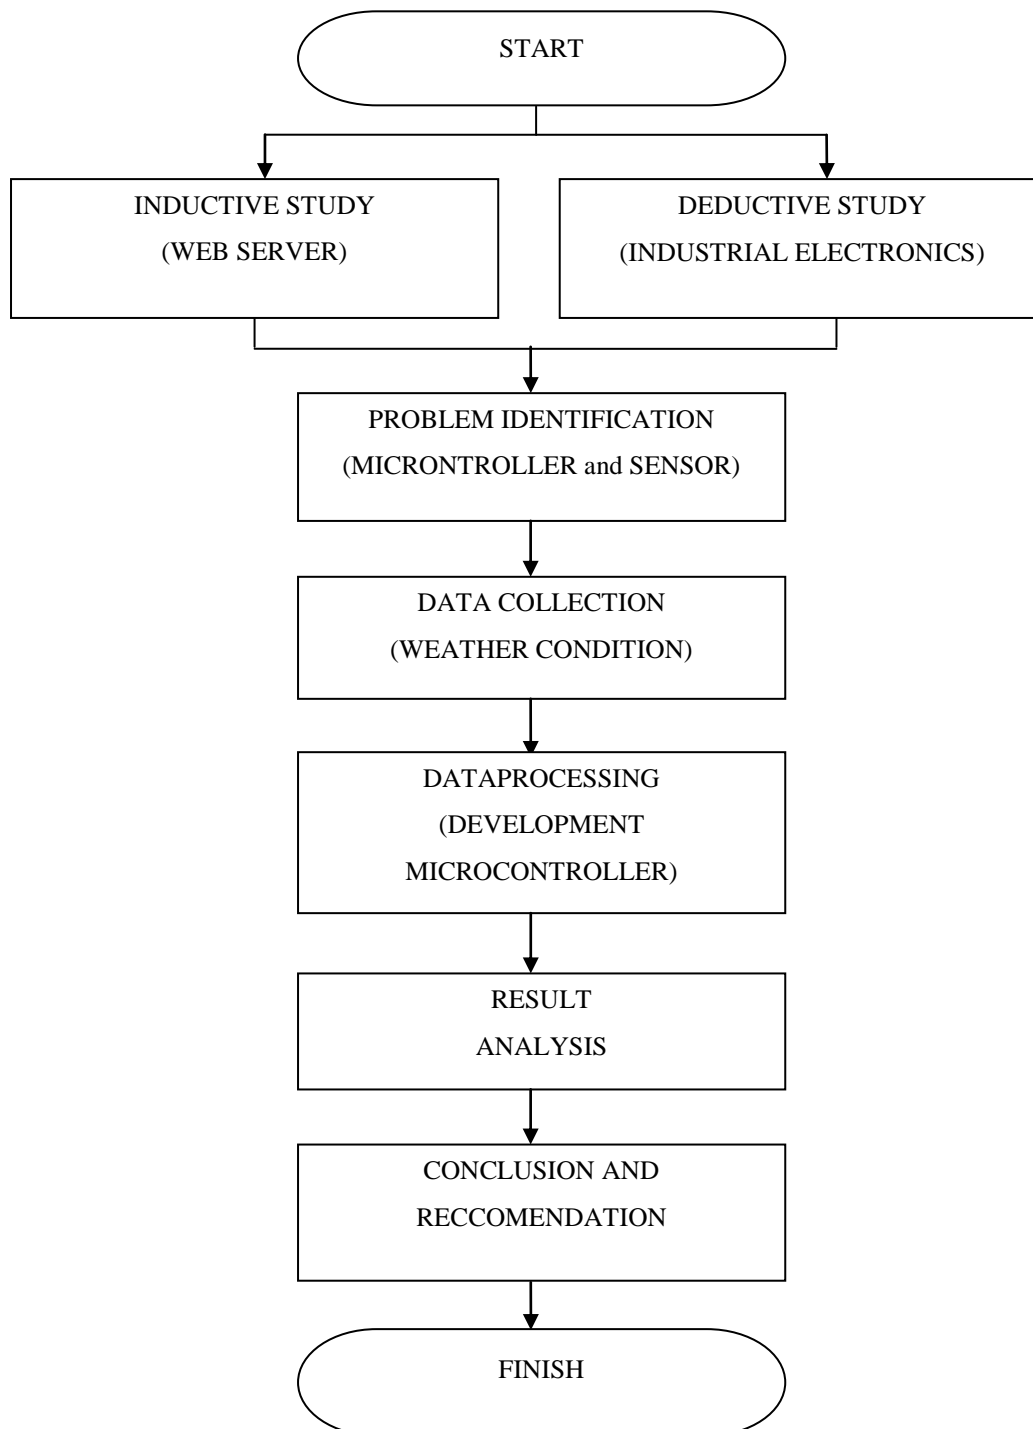 START
INDUCTIVE STUDY
(WEB SERVER)
DEDUCTIVE STUDY
(INDUSTRIAL ELECTRONICS)
PROBLEM IDENTIFICATION
(MICRONTROLLER and SENSOR)
DATA COLLECTION
(WEATHER CONDITION)
DATAPROCESSING
(DEVELOPMENT
MICROCONTROLLER)
RESULT
ANALYSIS
CONCLUSION AND
RECCOMENDATION
FINISH